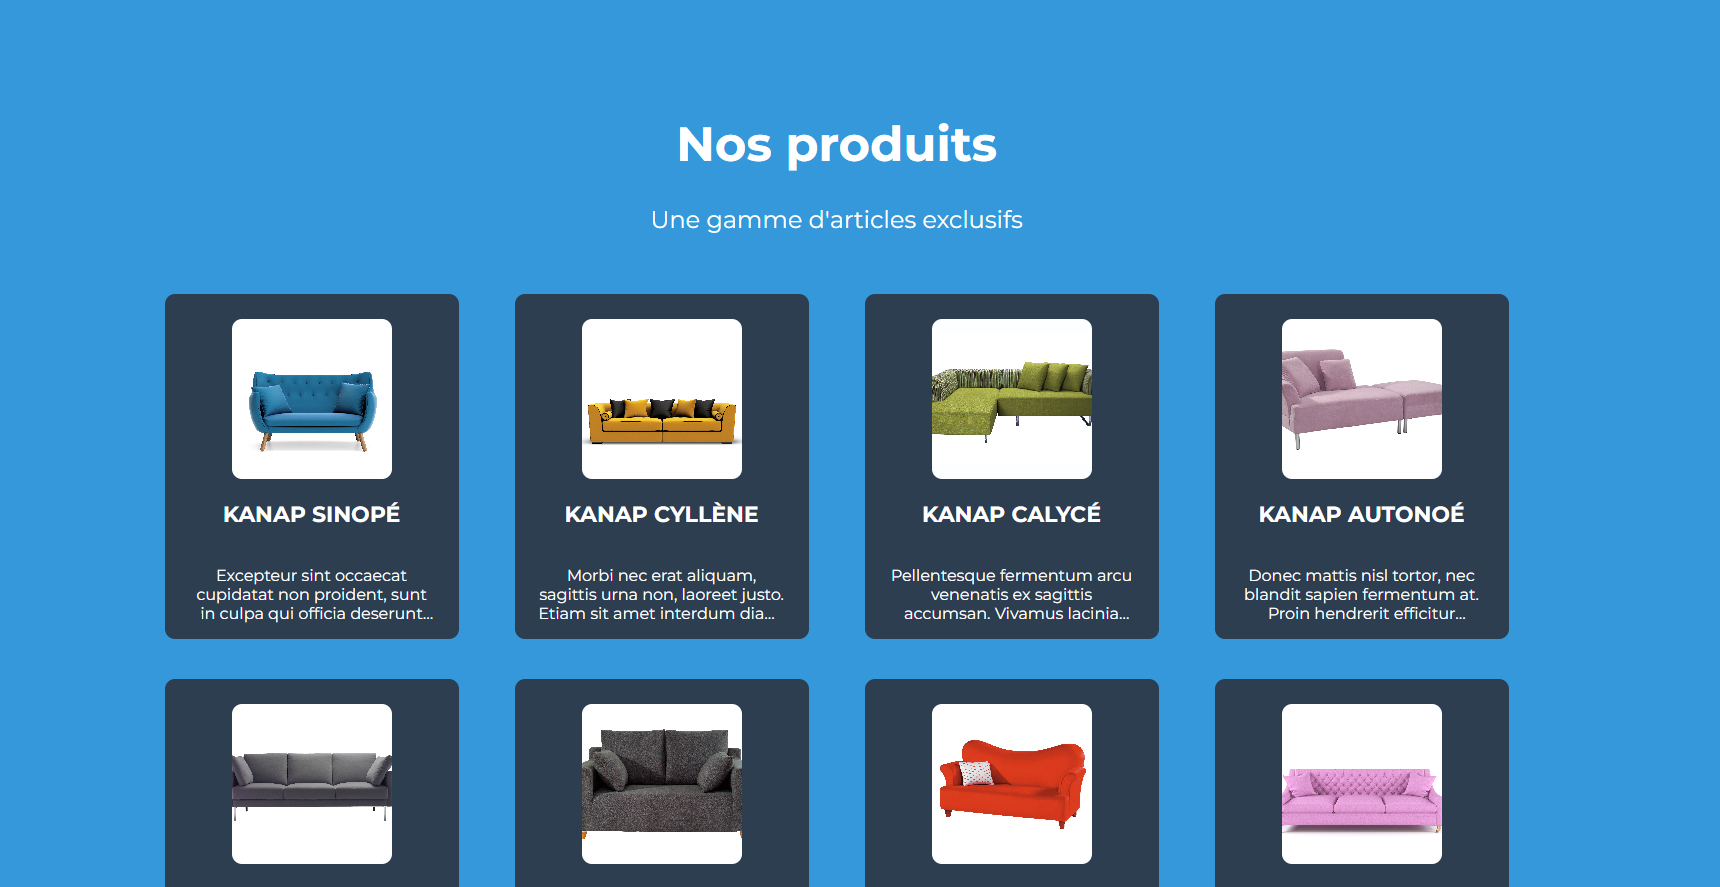 Nos produits
Une gamme d'articles exclusifs
KANAP SINOPÉ
Excepteur sint occaecat
cupidatat non proident, sunt
in culpa qui officia deserunt...
KANAP CYLLÈNE
Morbi nec erat aliquam,
sagittis urna non, laoreet justo.
Etiam sit amet interdum dia...
KANAP CALYCÉ
Pellentesque fermentum arcu
venenatis ex sagittis
accumsan. Vivamus lacinia...
KANAP AUTONOÉ
Donec mattis nisl tortor, nec
blandit sapien fermentum at.
Proin hendrerit efficitur...